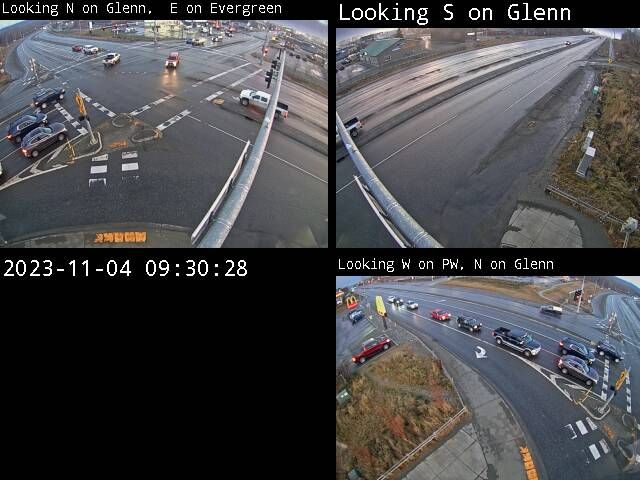 Looking N on Glenn,  E on Evergreen
Looking S on Glenn
2023-11-04 09:30:28
Looking W on PW, N on Glenn